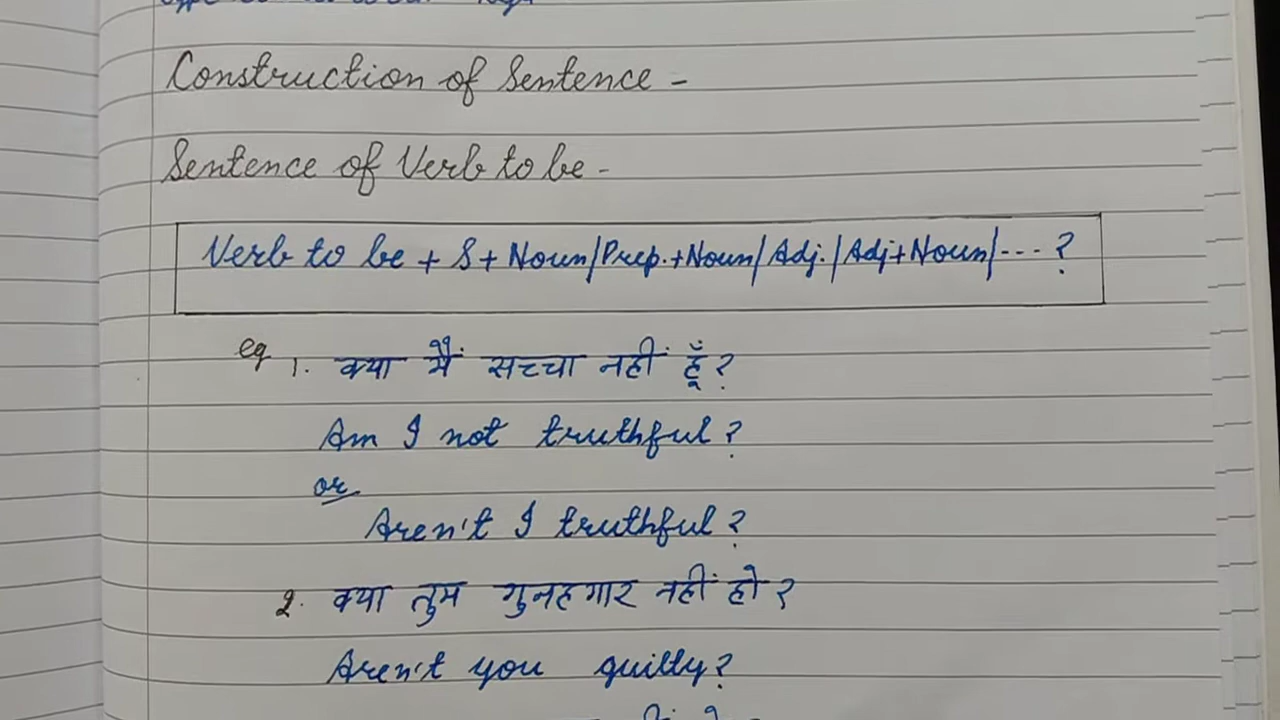 Construction of Sentence -
Sentence of Verb to be -
Verb to be + S + Noun/Prep.+Noun/Adj./Adj+Noun/---- ?
eg 1. क्या मैं सच्चा नहीं हूँ?
Am I not truthful?
or
Aren't I truthful?
2. क्या तुम गुनहगार नहीं हो?
Aren't you guilty?